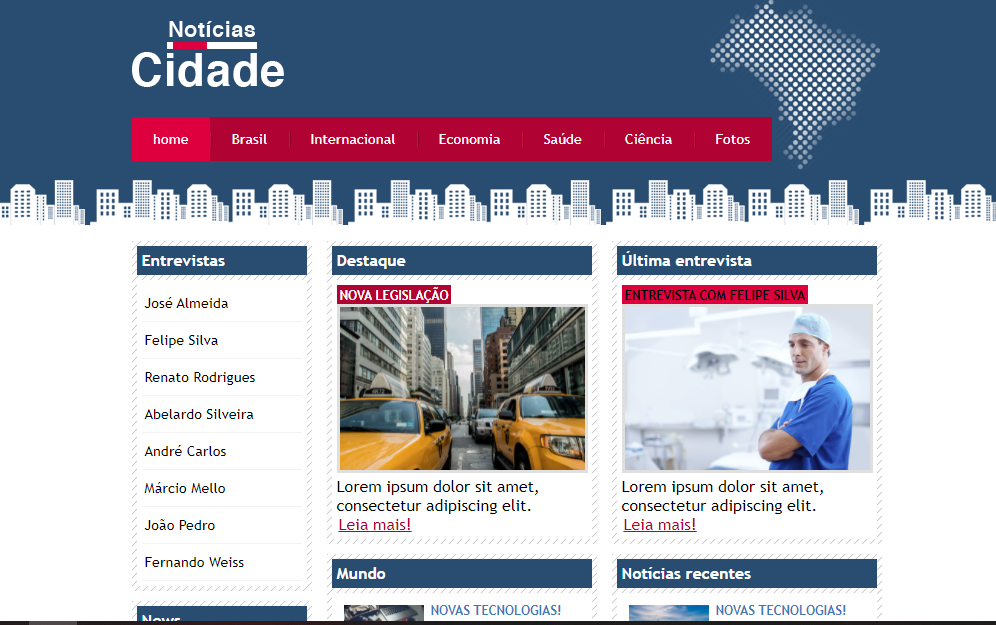 Notícias
Cidade
home
Brasil
Internacional
Economia
Saúde
Ciência
Fotos
Entrevistas
José Almeida
Felipe Silva
Renato Rodrigues
Abelardo Silveira
André Carlos
Márcio Mello
João Pedro
Fernando Weiss
News
Destaque
NOVA LEGISLAÇÃO
Lorem ipsum dolor sit amet,
consectetur adipiscing elit.
Leia mais!
Mundo
NOVAS TECNOLOGIAS!
Última entrevista
ENTREVISTA COM FELIPE SILVA
Lorem ipsum dolor sit amet,
consectetur adipiscing elit.
Leia mais!
Notícias recentes
NOVAS TECNOLOGIAS!